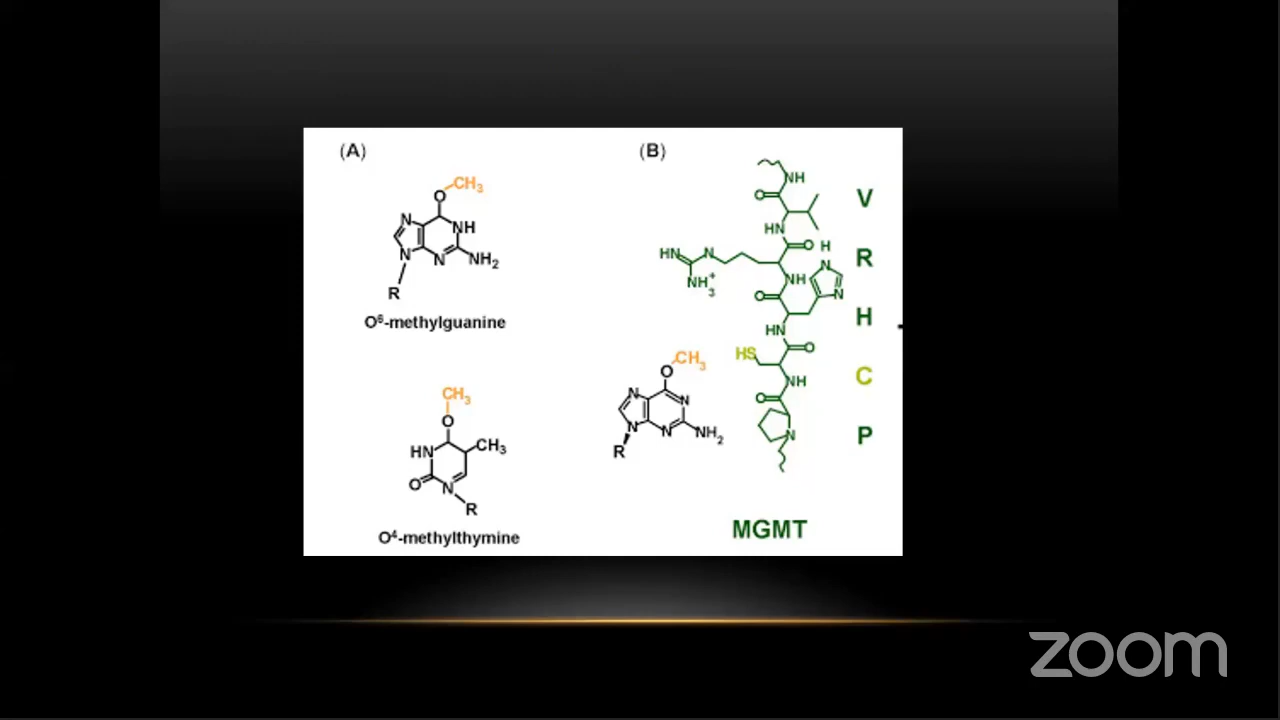 (A)
CH3
O
N
NH
N
N
NH2
R
O6-methylguanine
CH3
O
HN
CH3
O
N
R
O4-methylthymine
(B)
NH
O
HN
O
H
HN
N
N
NH3+
NH
N
O
HN
HS
O
NH
O
N
CH3
O
N
N
N
N
NH2
R
V
R
H
C
P
MGMT
zoom